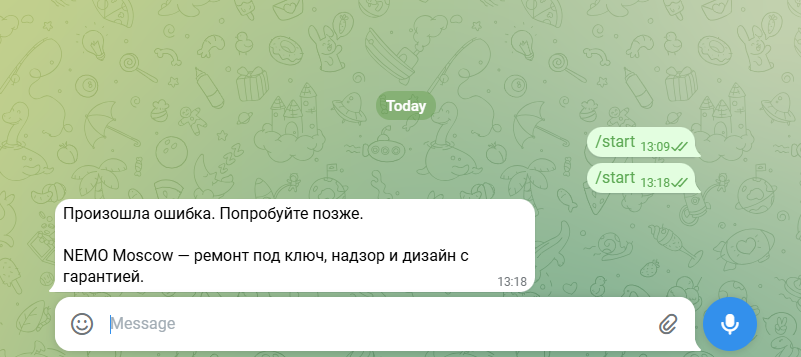 Today
/start 13:09
/start 13:18
Произошла ошибка. Попробуйте позже.
NEMO Moscow — ремонт под ключ, надзор и дизайн с
гарантией.
13:18
Message